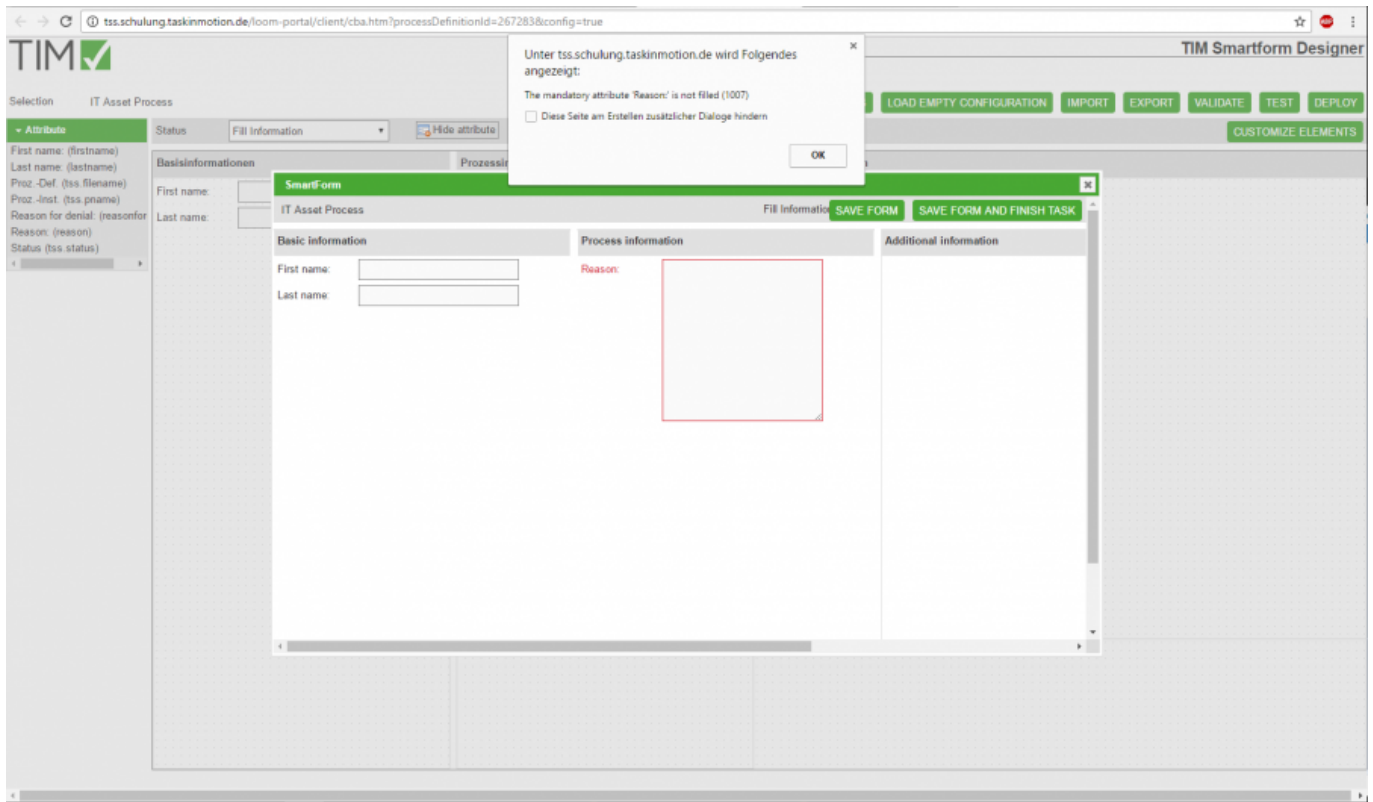 tss.schulung.taskinmotion.de/loom-portal/client/cba.htm?processDefinitionId=267283&config=true
ABP
TIM
TIM Smartform Designer
Unter tss.schulung.taskinmotion.de wird Folgendes
angezeigt:
The mandatory attribute 'Reason:' is not filled (1007)
Diese Seite am Erstellen zusätzlicher Dialoge hindern
OK
Selection IT Asset Process
LOAD EMPTY CONFIGURATION IMPORT EXPORT VALIDATE TEST DEPLOY
Attribute
Status Fill Information Hide attribute
CUSTOMIZE ELEMENTS
First name: (firstname)
Last name: (lastname)
Proz.-Def. (tss.filename)
Proz.-Inst. (tss.pname)
Reason for denial: (reasonfor
Reason: (reason)
Status (tss.status)
Basisinformationen
First name:
Last name:
SmartForm
IT Asset Process
SAVE FORM SAVE FORM AND FINISH TASK
Basic information Process information Additional information
First name:
Last name:
Reason: